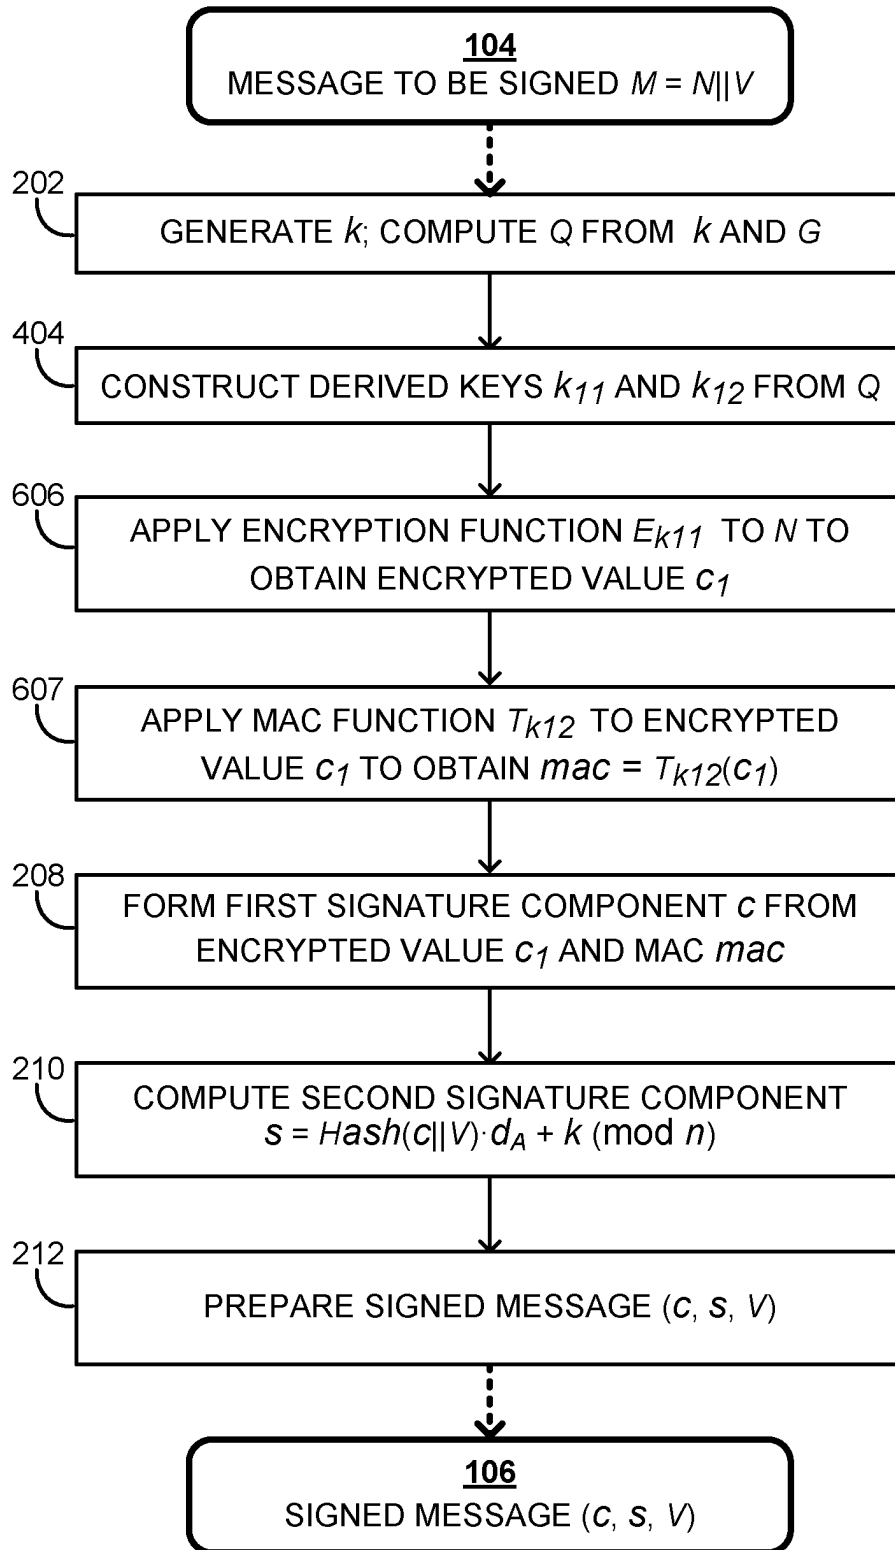 104
MESSAGE TO BE SIGNED M = N||V
202
GENERATE k; COMPUTE Q FROM k AND G
404
CONSTRUCT DERIVED KEYS k11 AND k12 FROM Q
606
APPLY ENCRYPTION FUNCTION Ek11 TO N TO
OBTAIN ENCRYPTED VALUE c1
607
APPLY MAC FUNCTION Tk12 TO ENCRYPTED
VALUE c1 TO OBTAIN mac = Tk12(c1)
208
FORM FIRST SIGNATURE COMPONENT c FROM
ENCRYPTED VALUE c1 AND MAC mac
210
COMPUTE SECOND SIGNATURE COMPONENT
s = Hash(c||V)·dA + k (mod n)
212
PREPARE SIGNED MESSAGE (c, s, V)
106
SIGNED MESSAGE (c, s, V)